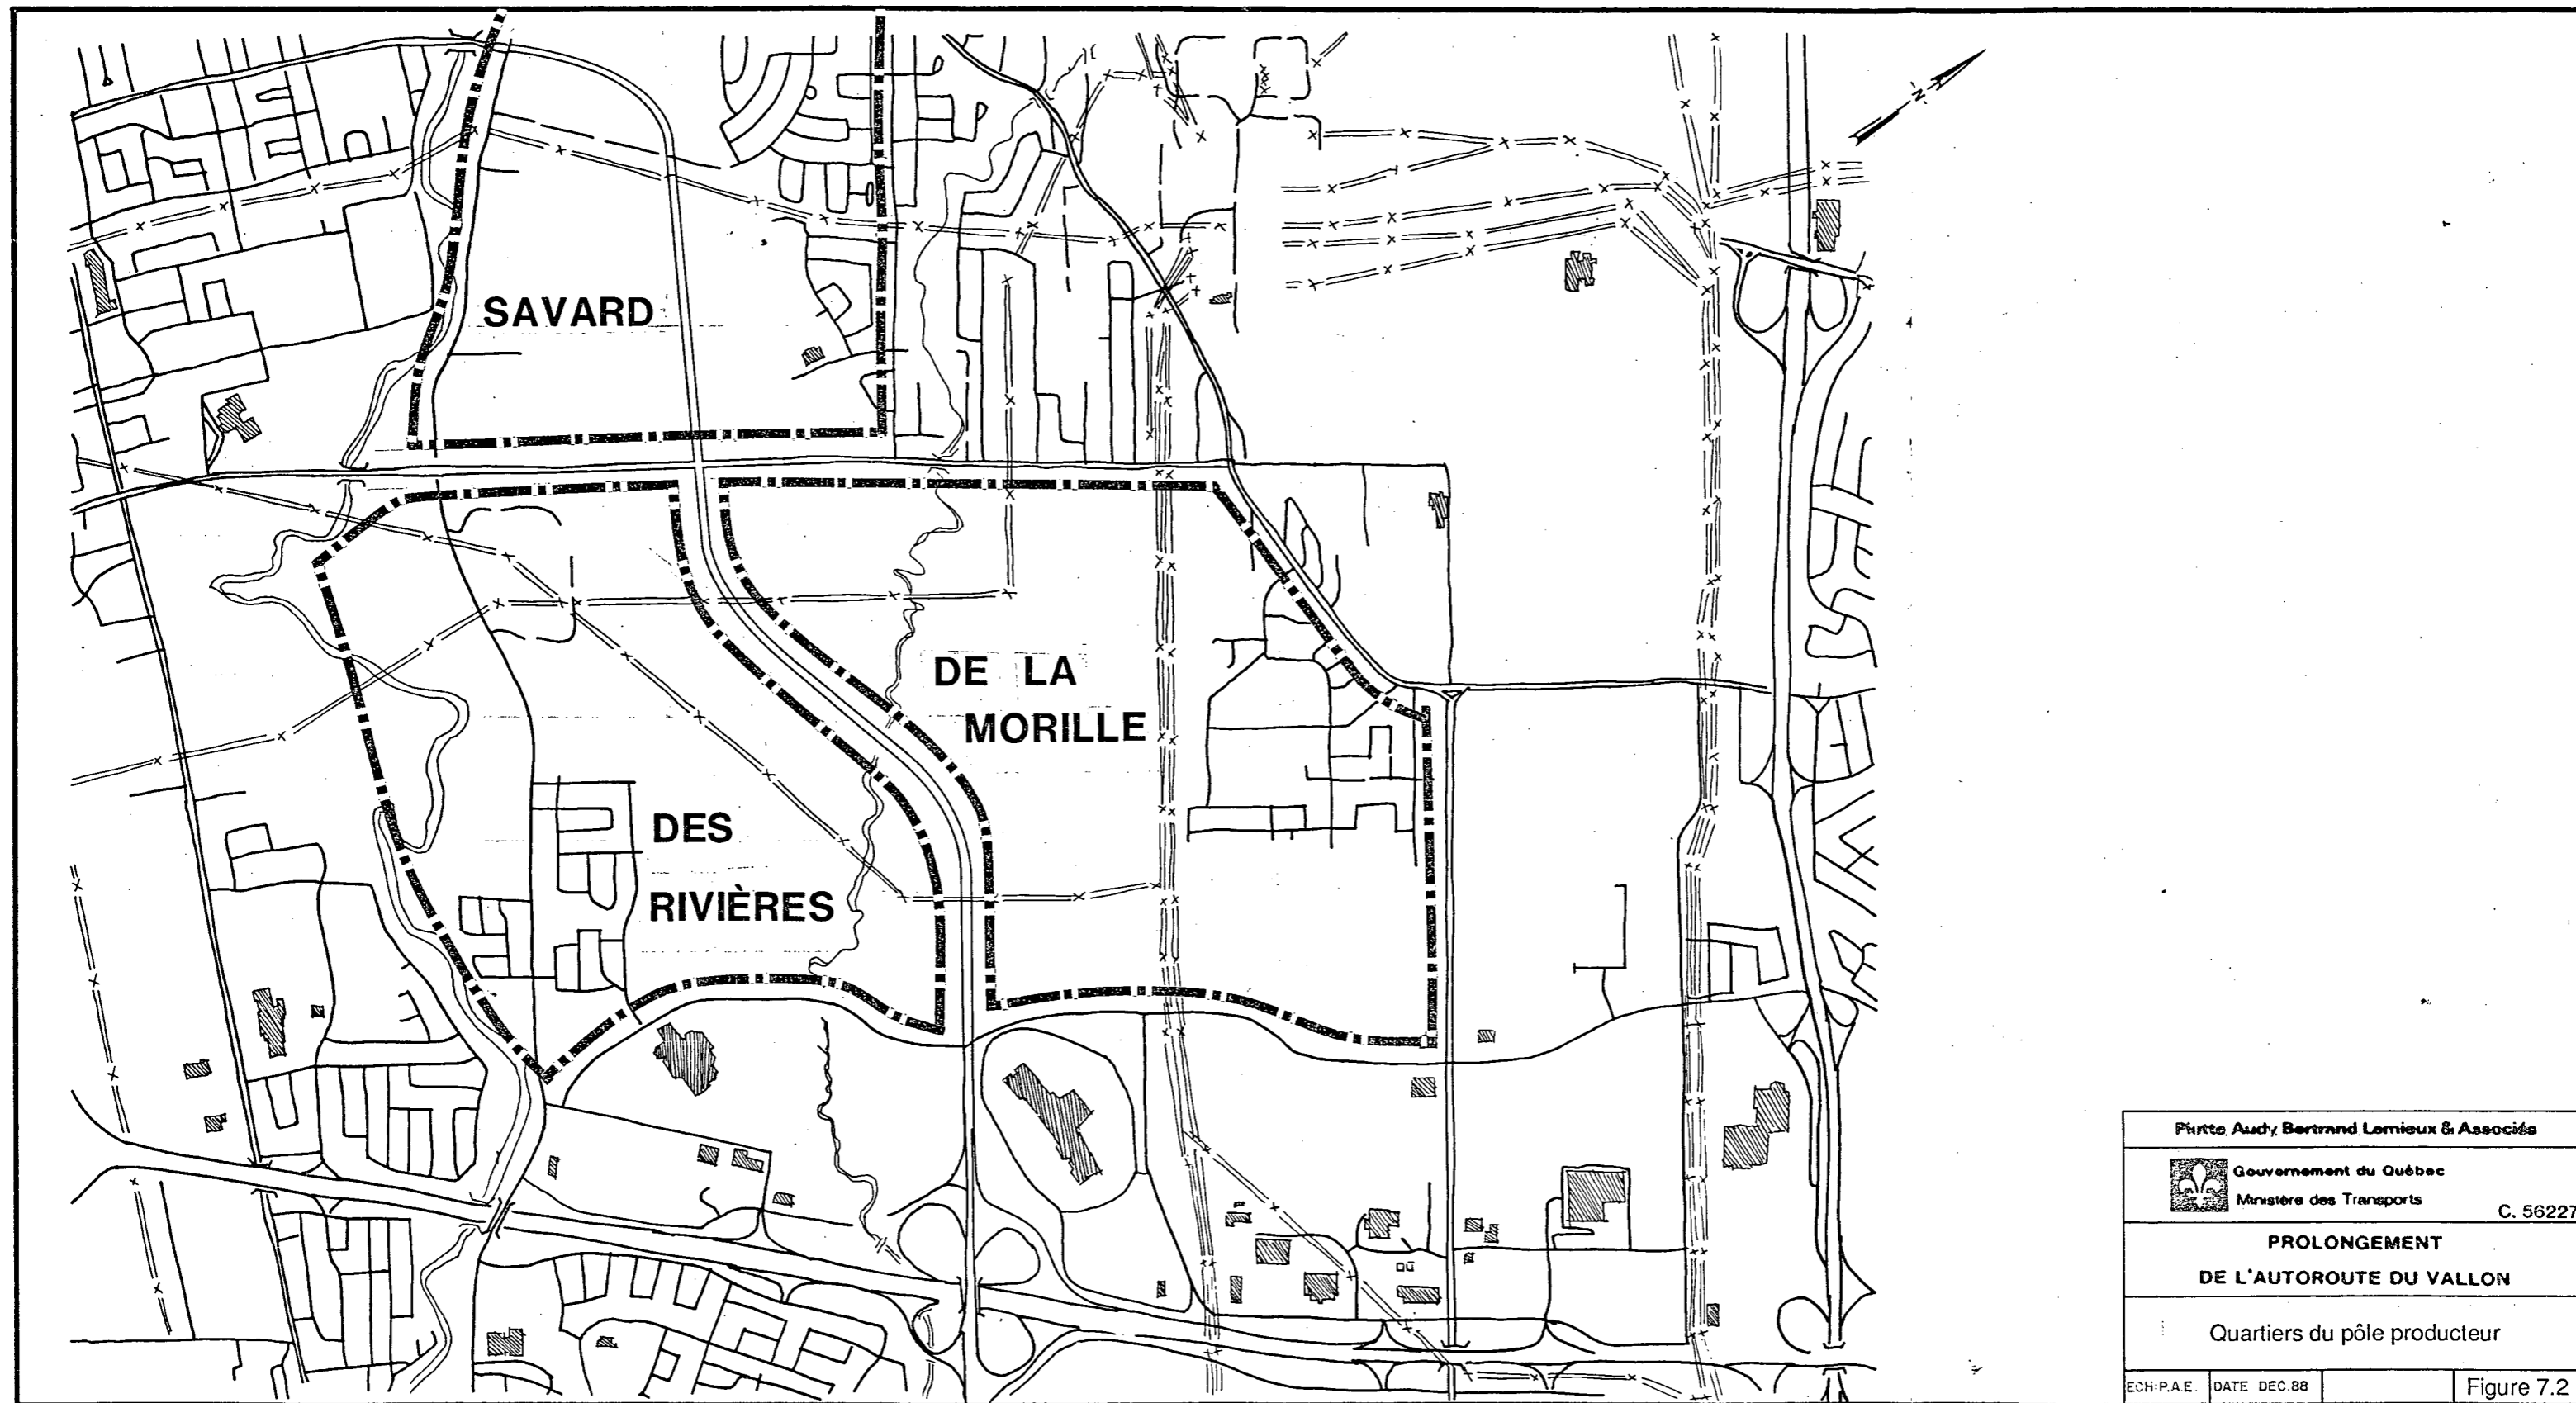 N
SAVARD
DE LA
MORILLE
DES
RIVIÈRES
Audy, Bertrand, Lemieux & Associés
Gouvernement du Québec
Ministère des Transports
C. 56227
PROLONGEMENT
DE L'AUTOROUTE DU VALLON
Quartiers du pôle producteur
ECH:P.A.E.
DATE DEC.88
Figure 7.2